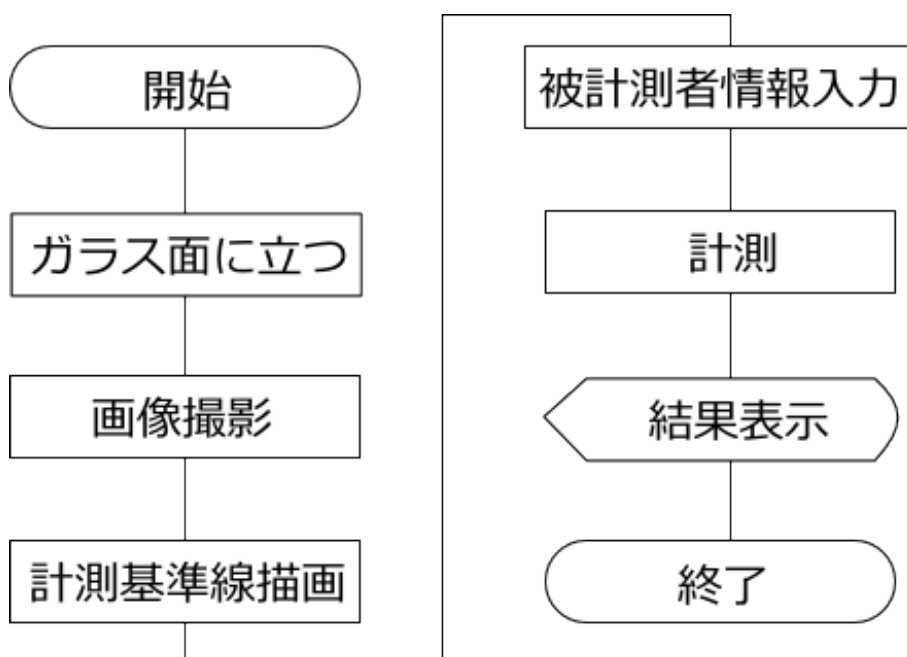 開始
ガラス面に立つ
画像撮影
計測基準線描画
被計測者情報入力
計測
結果表示
終了